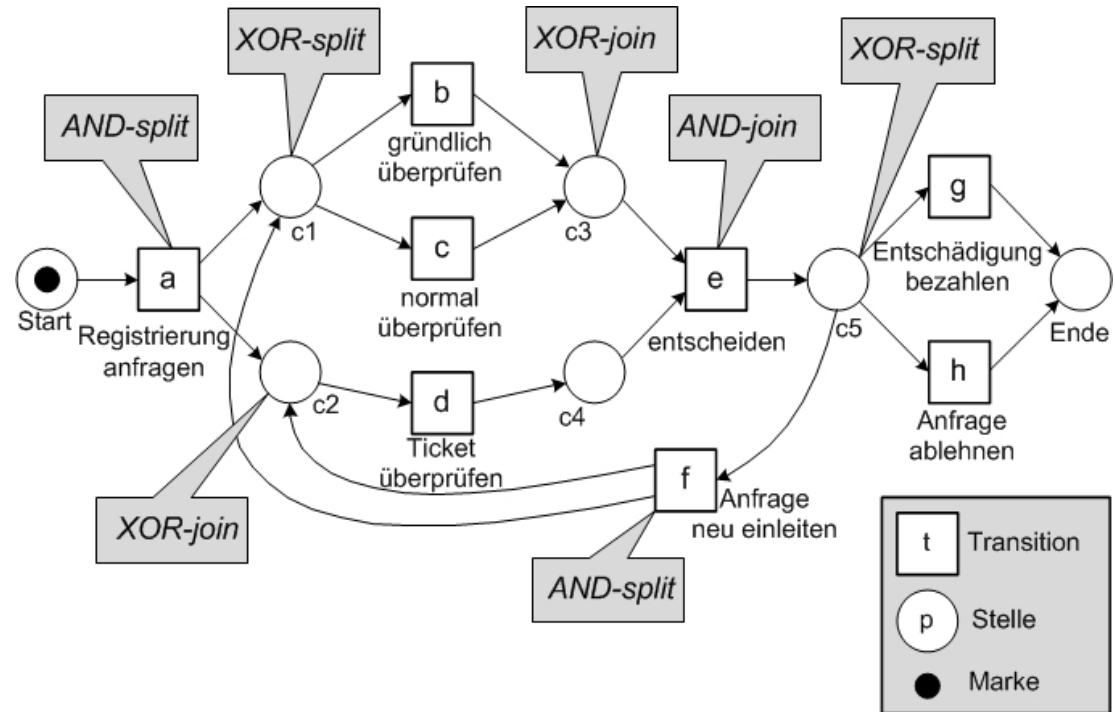 XOR-split
XOR-join
XOR-split
AND-split
b
AND-join
gründlich
überprüfen
g
c1
c3
Entschädigung
bezahlen
a
c
e
Start
normal
überprüfen
c5
Ende
Registrierung
anfragen
entscheiden
h
c2
d
c4
Anfrage
ablehnen
Ticket
überprüfen
f
Anfrage
neu einleiten
XOR-join
AND-split
t
Transition
p
Stelle
Marke